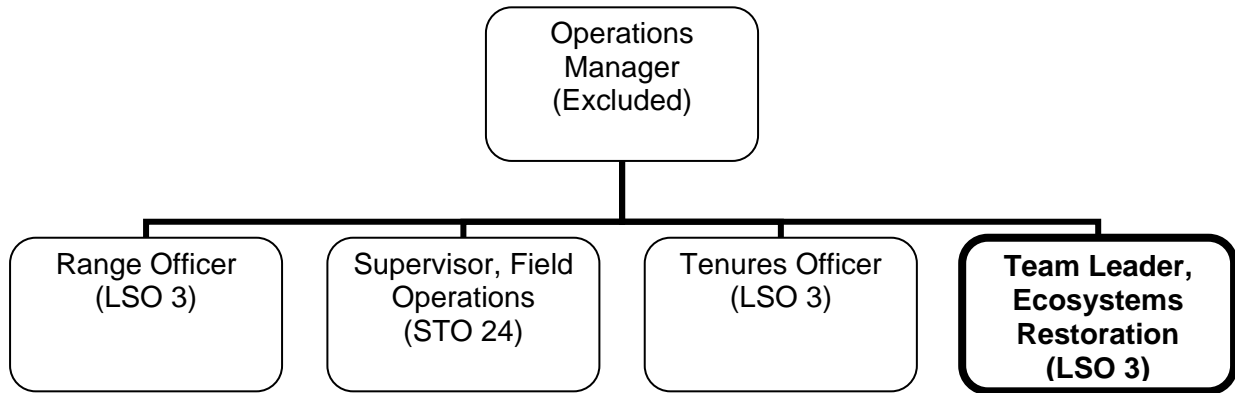 Operations
Manager
(Excluded)
Range Officer
(LSO 3)
Supervisor, Field
Operations
(STO 24)
Tenures Officer
(LSO 3)
Team Leader,
Ecosystems
Restoration
(LSO 3)